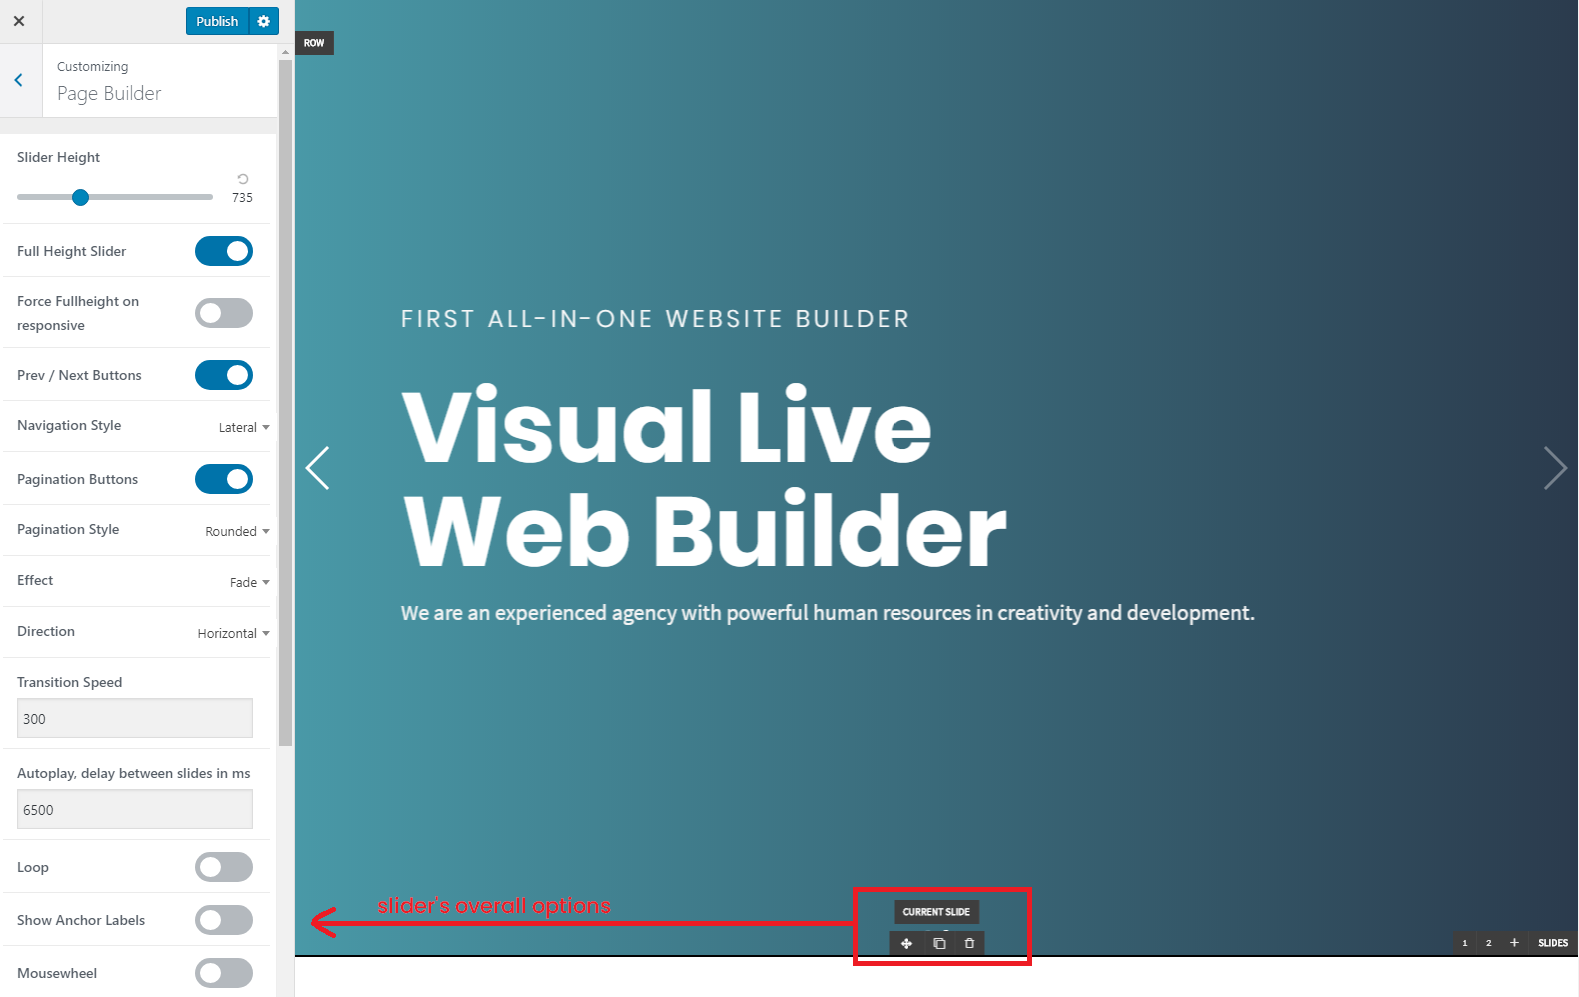 Publish
Customizing
Page Builder
Slider Height
735
Full Height Slider
Force Fullheight on
responsive
Prev / Next Buttons
Navigation Style
Lateral
Pagination Buttons
Pagination Style
Rounded
Effect
Fade
Direction
Horizontal
Transition Speed
300
Autoplay, delay between slides in ms
6500
Loop
Show Anchor Labels
Mousewheel
ROW
FIRST ALL-IN-ONE WEBSITE BUILDER
Visual Live
Web Builder
We are an experienced agency with powerful human resources in creativity and development.
slider's overall options
CURRENT SLIDE
1 2 + SLIDES